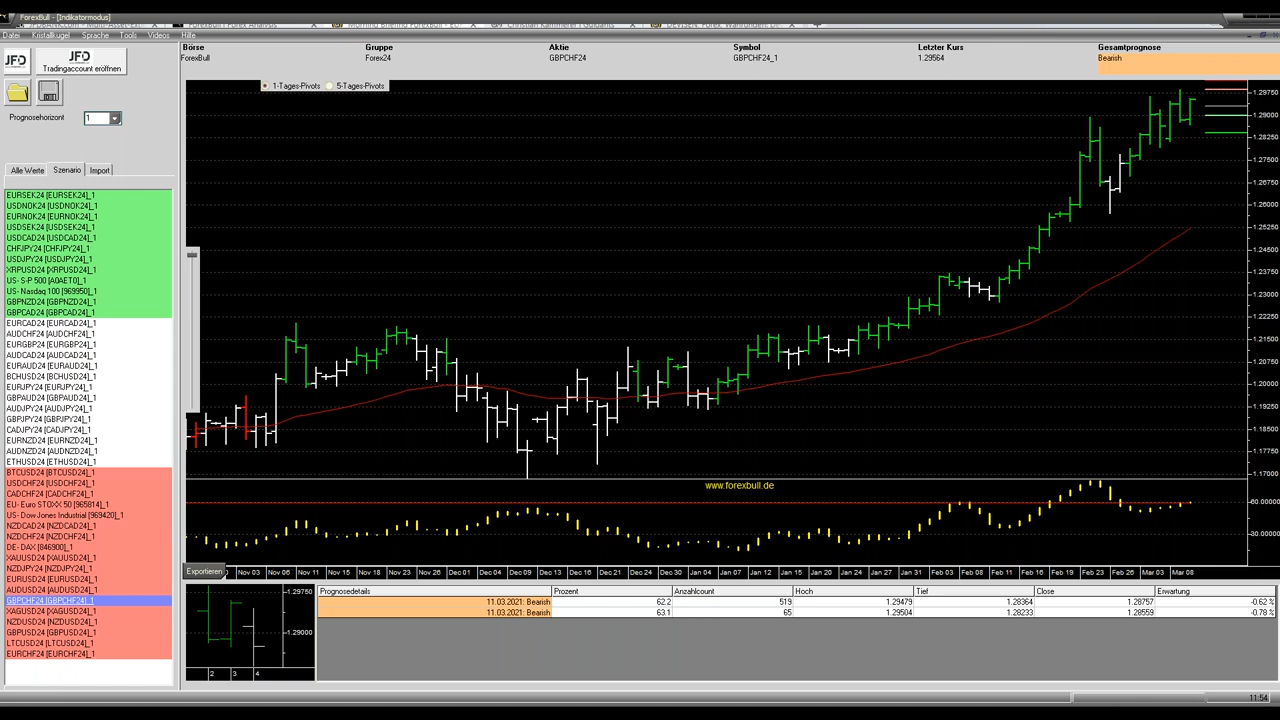 ForexBull - [Indikatormodus]
Datei Kristallkugel Sprache Tools Videos Hilfe
JFD
JFD
Tradingaccount eröffnen
Prognosehorizont 1
Alle Werte Szenario Import
EURSEK24 [EURSEK24]_1
USDNOK24 [USDNOK24]_1
EURNOK24 [EURNOK24]_1
USDSEK24 [USDSEK24]_1
USDCAD24 [USDCAD24]_1
CHFJPY24 [CHFJPY24]_1
USDJPY24 [USDJPY24]_1
XRPUSD24 [XRPUSD24]_1
US- S-P 500 [A0AET0]_1
US- Nasdaq 100 [969950]_1
GBPNZD24 [GBPNZD24]_1
GBPCAD24 [GBPCAD24]_1
EURCAD24 [EURCAD24]_1
AUDCHF24 [AUDCHF24]_1
EURGBP24 [EURGBP24]_1
AUDCAD24 [AUDCAD24]_1
EURAUD24 [EURAUD24]_1
BCHUSD24 [BCHUSD24]_1
EURJPY24 [EURJPY24]_1
GBPAUD24 [GBPAUD24]_1
AUDJPY24 [AUDJPY24]_1
GBPJPY24 [GBPJPY24]_1
CADJPY24 [CADJPY24]_1
EURNZD24 [EURNZD24]_1
AUDNZD24 [AUDNZD24]_1
ETHUSD24 [ETHUSD24]_1
BTCUSD24 [BTCUSD24]_1
USDCHF24 [USDCHF24]_1
CADCHF24 [CADCHF24]_1
EU- Euro STOXX 50 [965814]_1
US- Dow Jones Industrial [969420]_1
NZDCAD24 [NZDCAD24]_1
NZDCHF24 [NZDCHF24]_1
DE- DAX [846900]_1
XAUUSD24 [XAUUSD24]_1
NZDJPY24 [NZDJPY24]_1
EURUSD24 [EURUSD24]_1
AUDUSD24 [AUDUSD24]_1
GBPCHF24 [GBPCHF24]_1
XAGUSD24 [XAGUSD24]_1
NZDUSD24 [NZDUSD24]_1
GBPUSD24 [GBPUSD24]_1
LTCUSD24 [LTCUSD24]_1
EURCHF24 [EURCHF24]_1
Börse Gruppe Aktie Symbol Letzter Kurs Gesamtprognose
ForexBull Forex24 GBPCHF24 GBPCHF24_1 1.29564 Bearish
1-Tages-Pivots 5-Tages-Pivots
1.29750
1.29000
1.28250
1.27500
1.26750
1.26000
1.25250
1.24500
1.23750
1.23000
1.22250
1.21500
1.20750
1.20000
1.19250
1.18500
1.17750
1.17000
www.forexbull.de
60.00000
30.00000
Exportieren
Nov 03 Nov 06 Nov 11 Nov 15 Nov 18 Nov 23 Nov 26 Dec 01 Dec 04 Dec 09 Dec 13 Dec 16 Dec 21 Dec 24 Dec 30 Jan 04 Jan 07 Jan 12 Jan 15 Jan 20 Jan 25 Jan 28 Feb 03 Feb 08 Feb 11 Feb 16 Feb 19 Feb 23 Feb 26 Mar 03 Mar 08
1.29750
1.29000
2 3 4
Prognosedetails Prozent Anzahlcount Hoch Tief Close Erwartung
11.03.2021: Bearish 62.2 519 1.29479 1.28364 1.28757 -0.62 %
11.03.2021: Bearish 63.1 65 1.29504 1.28233 1.28559 -0.78 %
11:54